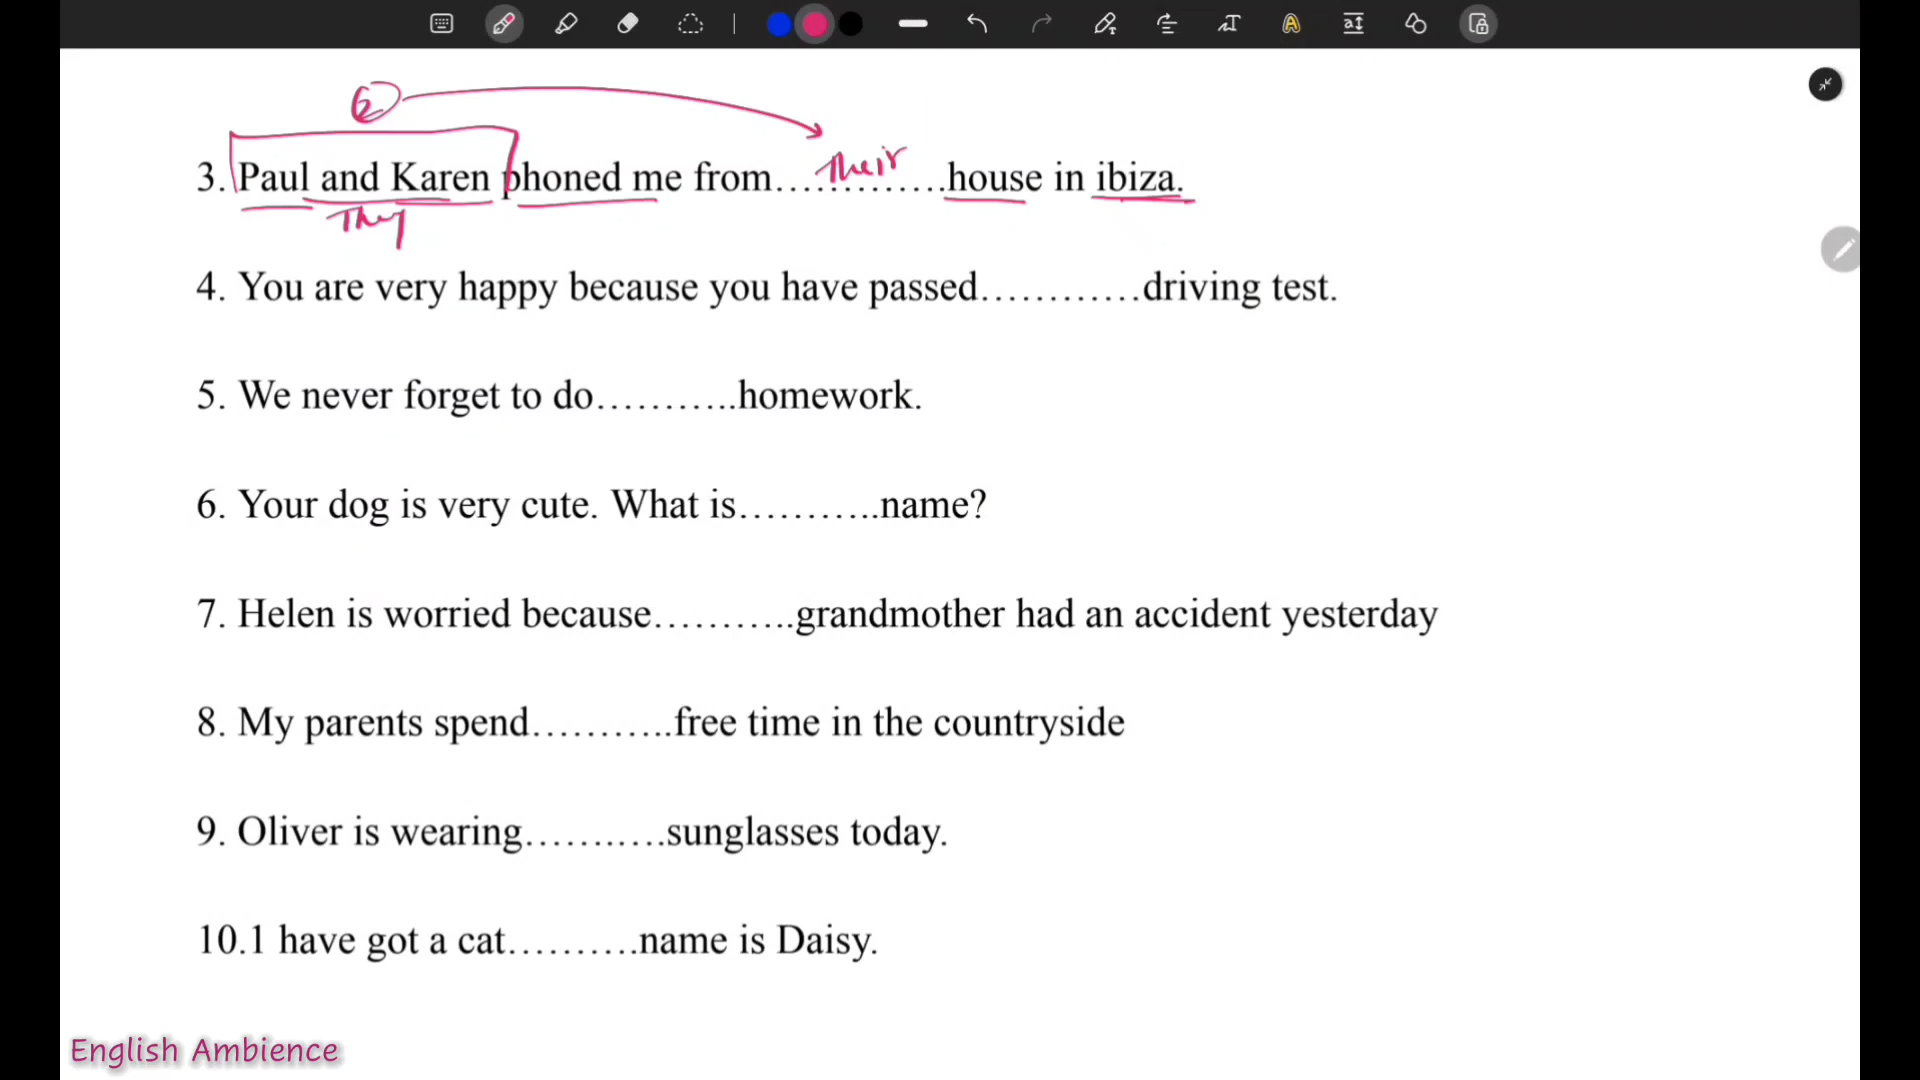 6
3. Paul and Karen phoned me from.............house in ibiza.
Their
They
4. You are very happy because you have passed............driving test.
5. We never forget to do...........homework.
6. Your dog is very cute. What is...........name?
7. Helen is worried because...........grandmother had an accident yesterday
8. My parents spend...........free time in the countryside
9. Oliver is wearing...........sunglasses today.
10.1 have got a cat..........name is Daisy.
English Ambience